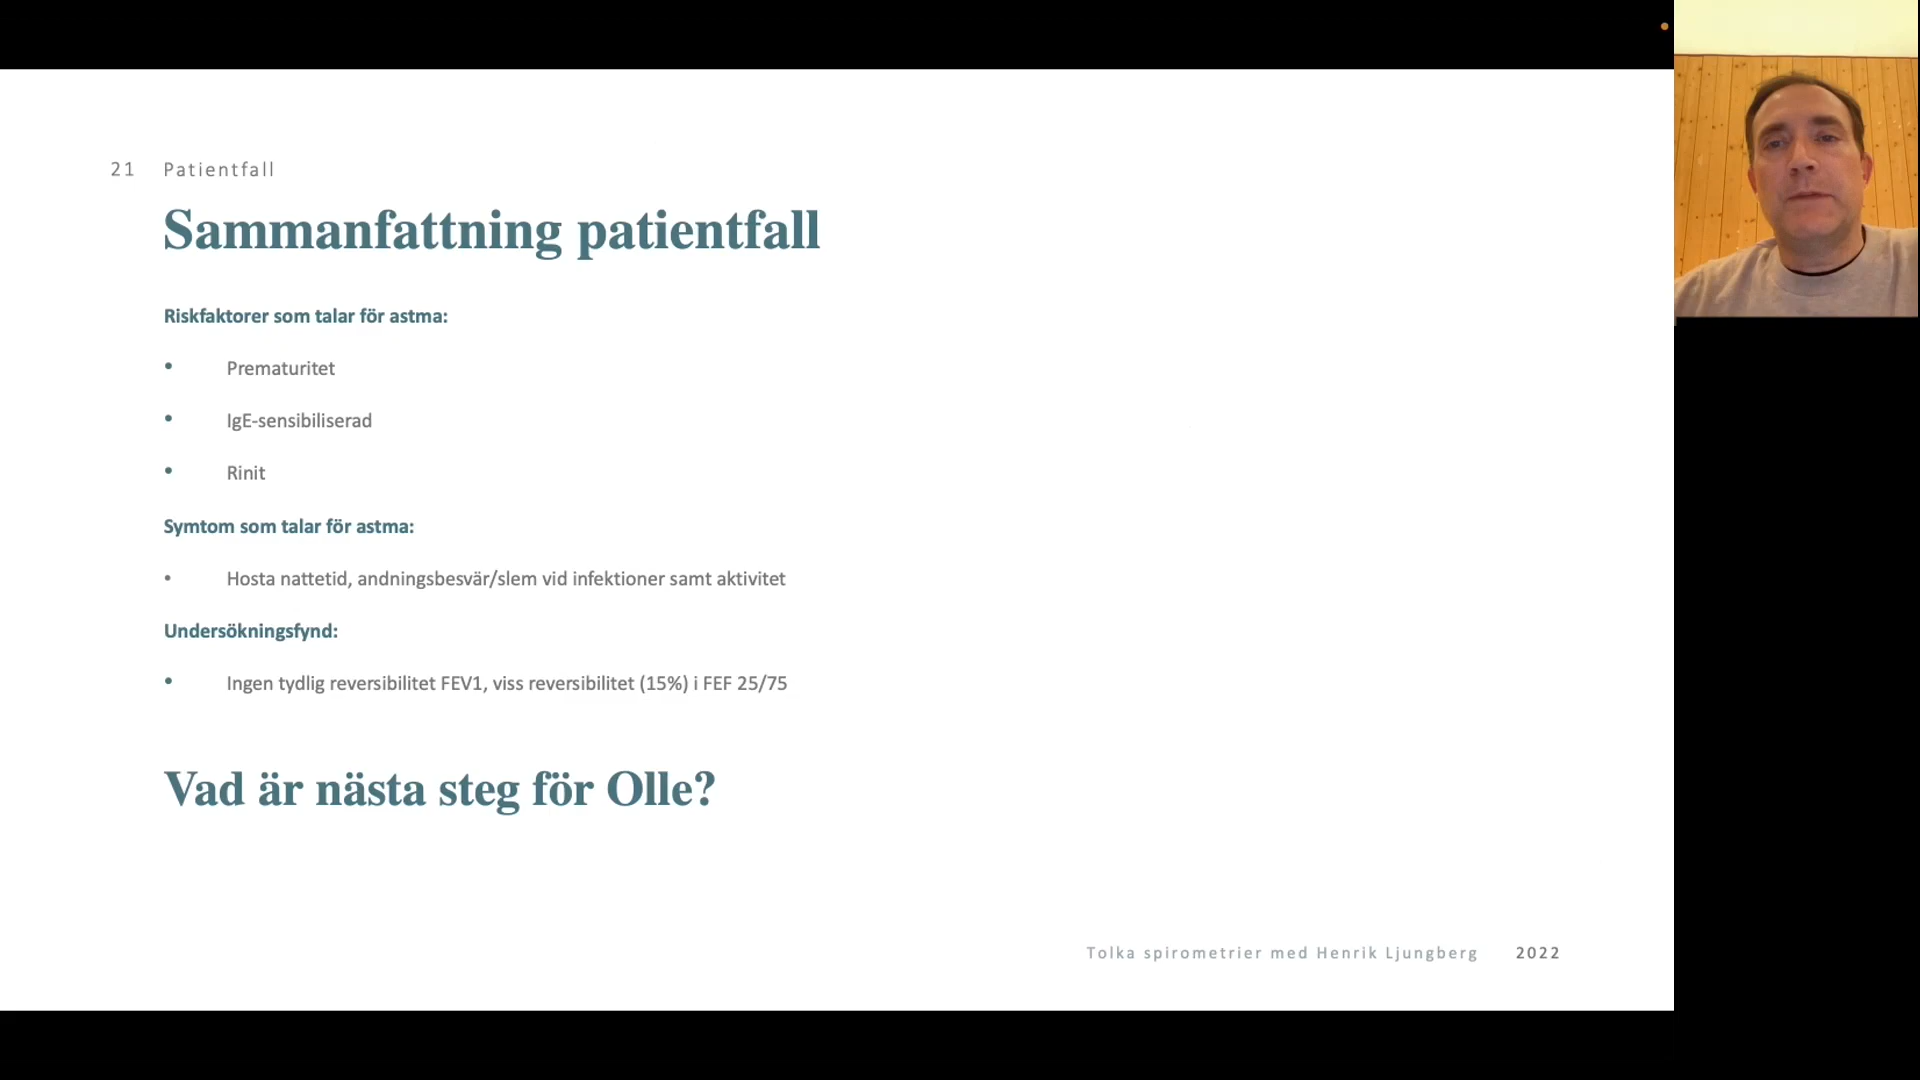 21 Patientfall
Sammanfattning patientfall
Riskfaktorer som talar för astma:
• Prematuritet
• IgE-sensibiliserad
• Rinit
Symtom som talar för astma:
• Hosta nattetid, andningsbesvär/slem vid infektioner samt aktivitet
Undersökningsfynd:
• Ingen tydlig reversibilitet FEV1, viss reversibilitet (15%) i FEF 25/75
Vad är nästa steg för Olle?
Tolka spirometrier med Henrik Ljungberg 2022